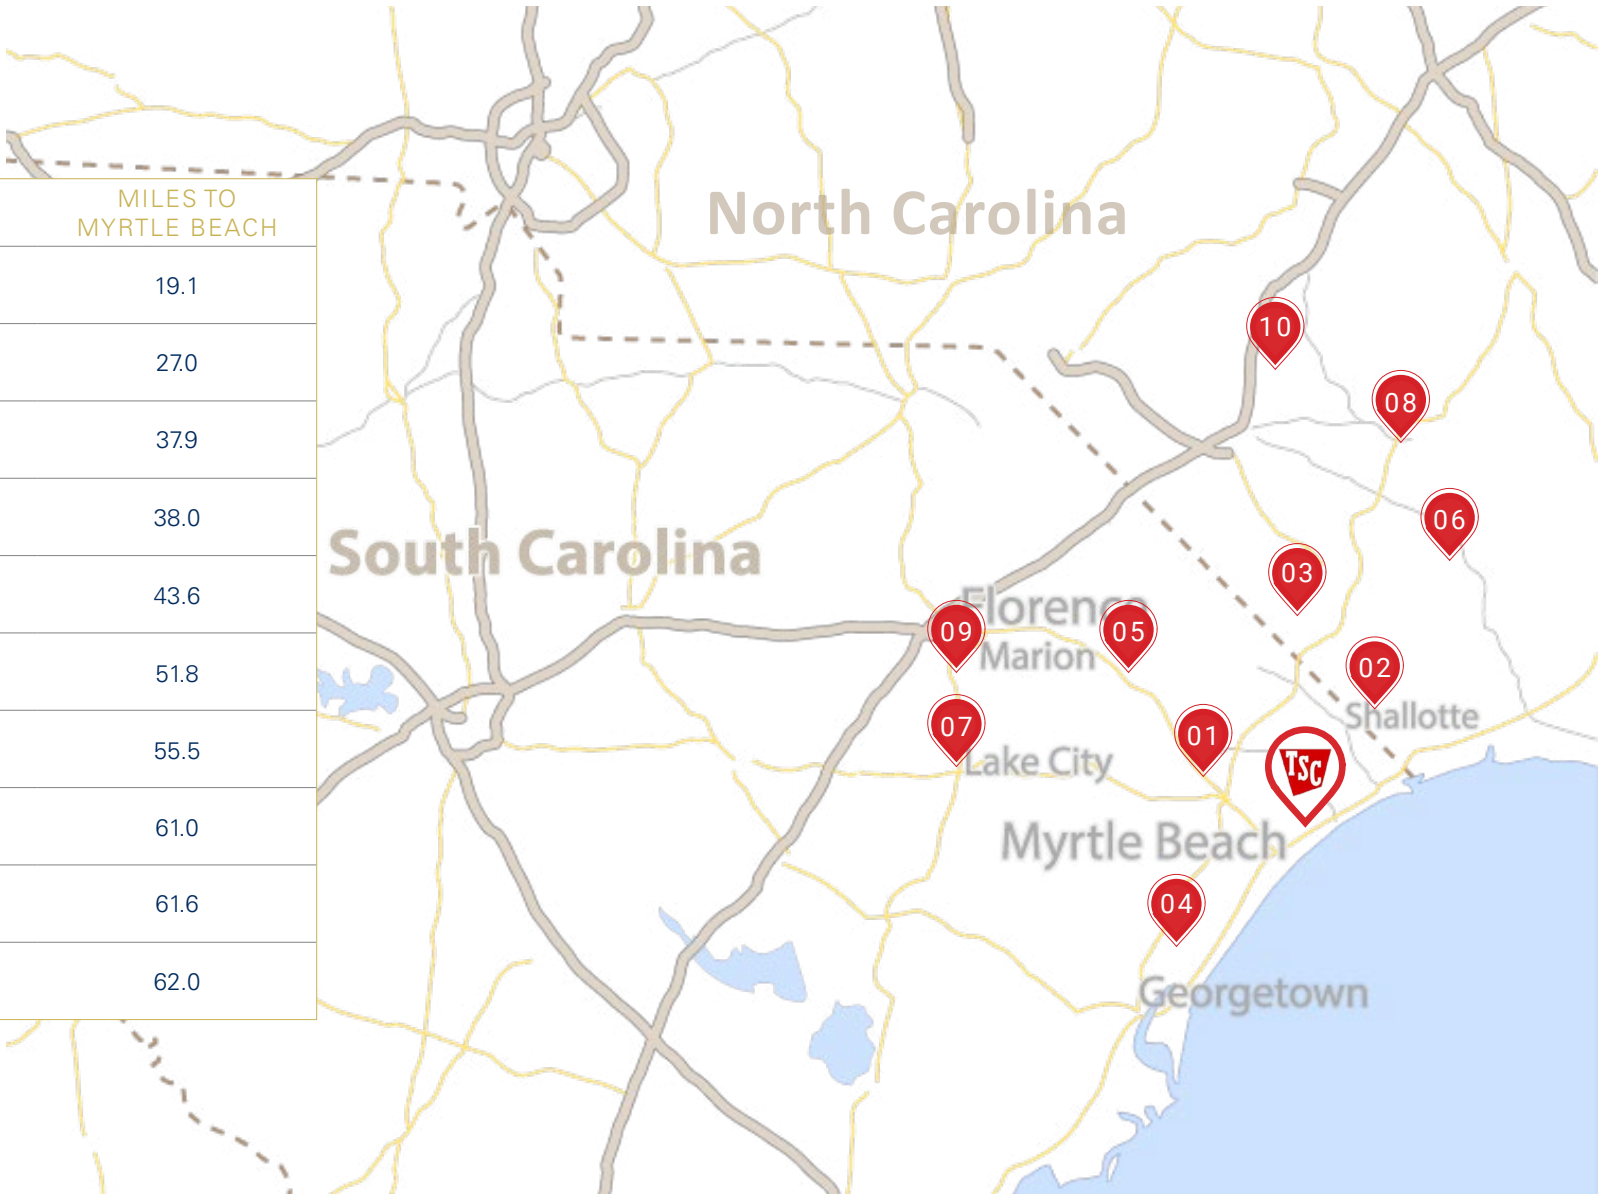 MILES TO
MYRTLE BEACH
19.1
27.0
37.9
38.0
43.6
51.8
55.5
61.0
61.6
62.0
North Carolina
10
08
06
South Carolina
03
Florence
09
05
Marion
02
Shallotte
07
01
Lake City
TSC
Myrtle Beach
04
Georgetown